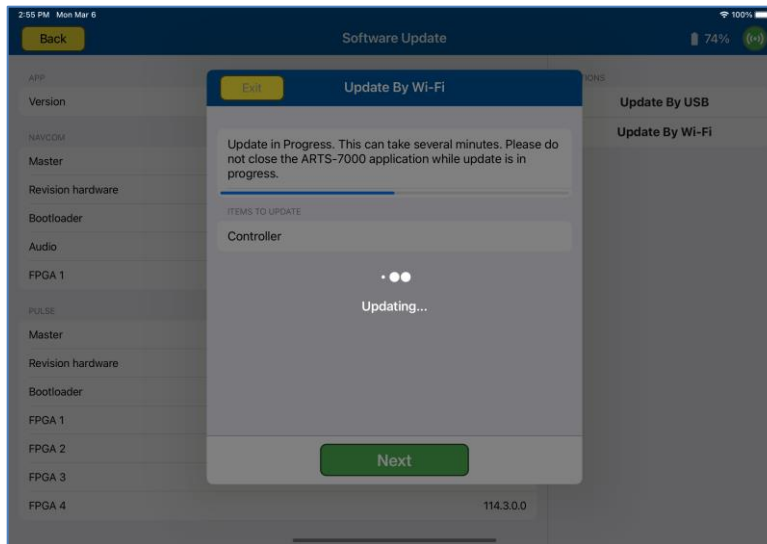 2:55 PM Mon Mar 6
100%
Back
Software Update
74%
APP
Version
NAVCOM
Master
Revision hardware
Bootloader
Audio
FPGA 1
PULSE
Master
Revision hardware
Bootloader
FPGA 1
FPGA 2
FPGA 3
FPGA 4
114.3.0.0
Exit
Update By Wi-Fi
Update in Progress. This can take several minutes. Please do
not close the ARTS-7000 application while update is in
progress.
ITEMS TO UPDATE
Controller
Updating...
Next
IONS
Update By USB
Update By Wi-Fi